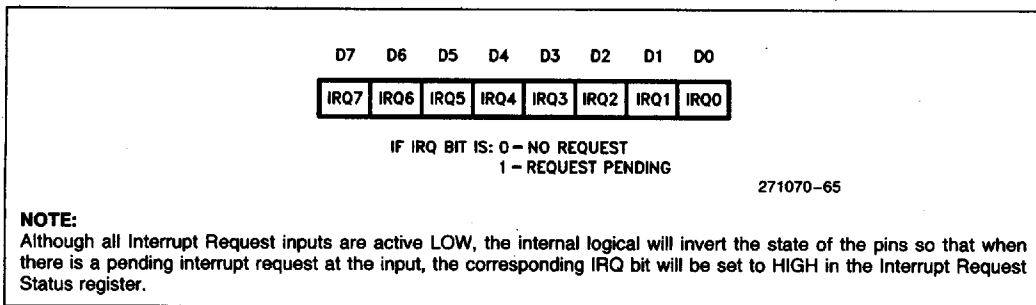 D7 D6 D5 D4 D3 D2 D1 D0
IRQ7 IRQ6 IRQ5 IRQ4 IRQ3 IRQ2 IRQ1 IRQ0
IF IRQ BIT IS: 0 – NO REQUEST
1 – REQUEST PENDING
271070–65
NOTE:
Although all Interrupt Request inputs are active LOW, the internal logical will invert the state of the pins so that when
there is a pending interrupt request at the input, the corresponding IRQ bit will be set to HIGH in the Interrupt Request
Status register.